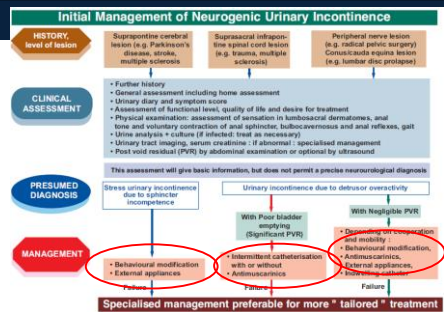 Initial Management of Neurogenic Urinary Incontinence
HISTORY,
level of lesion
Suprapontine cerebral
lesion (e.g. Parkinson's
disease, stroke,
multiple sclerosis
Suprasacral infrapon-
tine spinal cord lesion
(e.g. trauma, multiple
sclerosis)
Peripheral nerve lesion
(e.g. radical pelvic surgery)
Conus/cauda equina lesion
(e.g. lumbar disc prolapse)
CLINICAL
ASSESSMENT
• Further history
• General assessment including home assessment
• Urinary diary and symptom score
• Assessment of functional level, quality of life and desire for treatment
• Physical examination: assessment of sensation in lumbosacral dermatomes, anal
tone and voluntary contraction of anal sphincter, bulbocavernosus and anal reflexes, gait
• Urine analysis + culture (if infected: treat as necessary)
• Urinary tract imaging, serum creatinine : if abnormal : specialised management
• Post void residual (PVR) by abdominal examination or optional by ultrasound
This assessment will give basic information, but does not permit a precise neurourological diagnosis
PRESUMED
DIAGNOSIS
Stress urinary incontinence
due to sphincter
incompetence
Urinary incontinence due to detrusor overactivity
With Poor bladder
emptying
(Significant PVR)
With Negligible PVR
MANAGEMENT
• Behavioural modification
• External appliances
• Intermittent catheterisation
with or without
Antimuscarinics
• Depending on cooperation
and mobility :
• Behavioural modification,
• Antimuscarinics,
External appliances,
• Indwelling catheter
Failure
Failure
Failure
Specialised management preferable for more " tailored " treatment